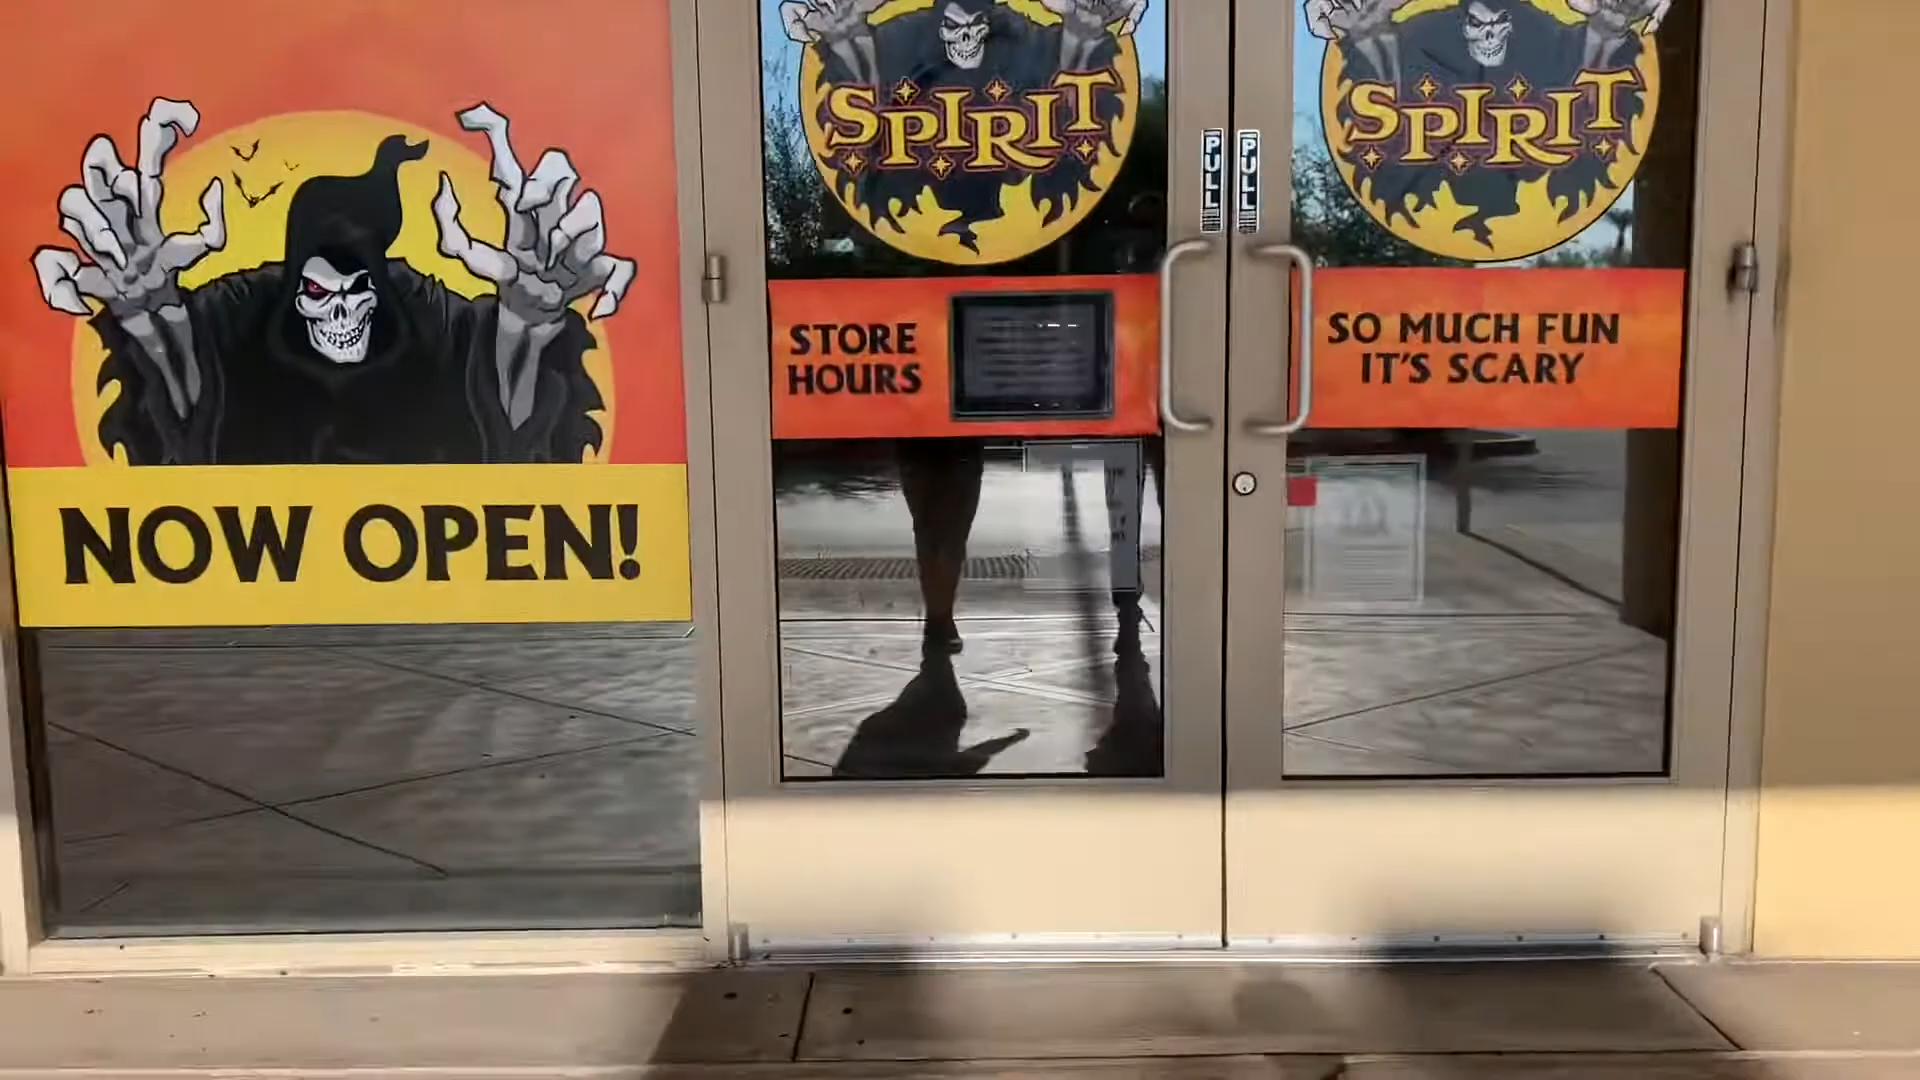 NOW OPEN!
SPIRIT
PULL
STORE
HOURS
SPIRIT
PULL
SO MUCH FUN
IT'S SCARY